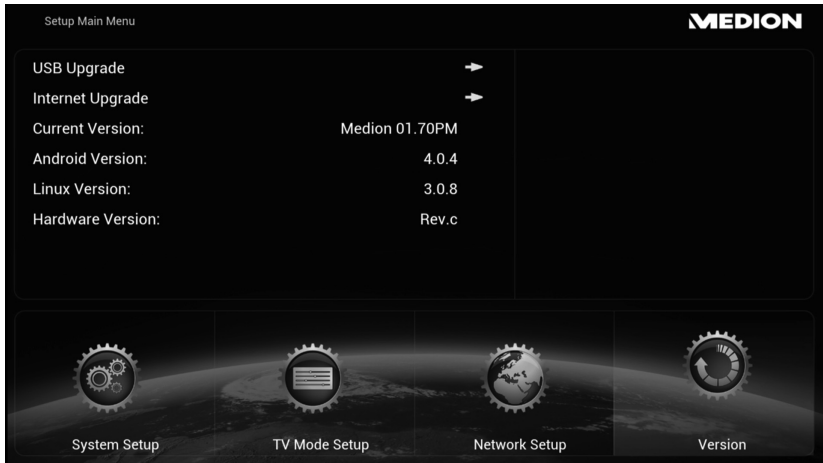 Setup Main Menu
MEDION
USB Upgrade
Internet Upgrade
Current Version: Medion 01.70PM
Android Version: 4.0.4
Linux Version: 3.0.8
Hardware Version: Rev.c
System Setup TV Mode Setup Network Setup Version